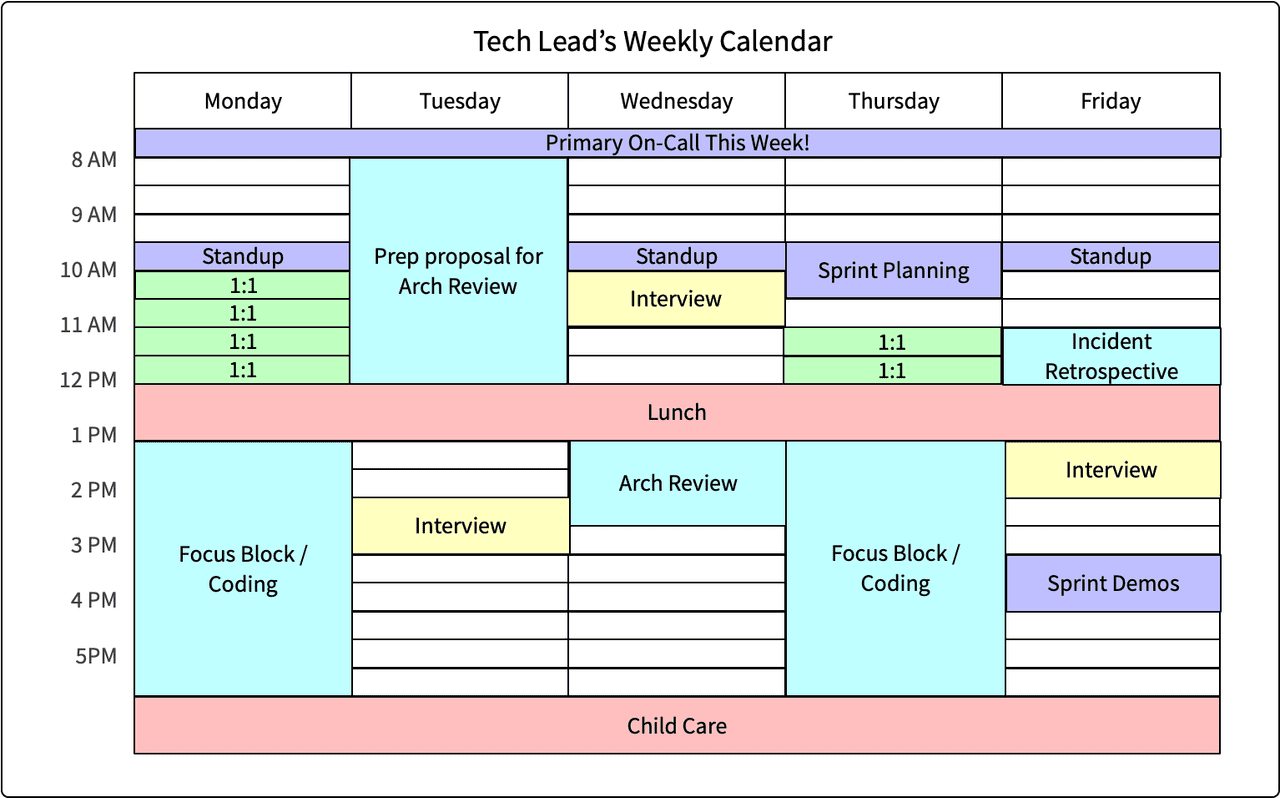 Tech Lead’s Weekly Calendar
Monday
Tuesday
Wednesday
Thursday
Friday
Primary On-Call This Week!
8 AM
9 AM
Standup
Prep proposal for
Arch Review
Standup
Sprint Planning
Standup
10 AM
1:1
Interview
1:1
11 AM
1:1
1:1
Incident
Retrospective
1:1
1:1
12 PM
Lunch
1 PM
Focus Block /
Coding
Arch Review
Focus Block /
Coding
Interview
2 PM
Interview
3 PM
Sprint Demos
4 PM
5PM
Child Care